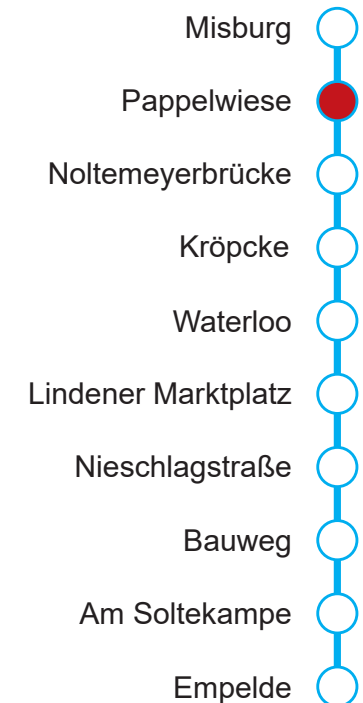 Misburg
Pappelwiese
Noltemeyerbrücke
Kröpcke
Waterloo
Lindener Marktplatz
Nieschlagstraße
Bauweg
Am Soltekampe
Empelde